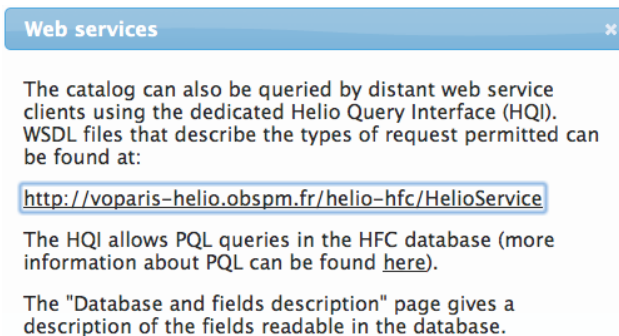 Web services
The catalog can also be queried by distant web service
clients using the dedicated Helio Query Interface (HQI).
WSDL files that describe the types of request permitted can
be found at:
http://voparis-helio.obspm.fr/helio-hfc/HelioService
The HQI allows PQL queries in the HFC database (more
information about PQL can be found here).
The "Database and fields description" page gives a
description of the fields readable in the database.